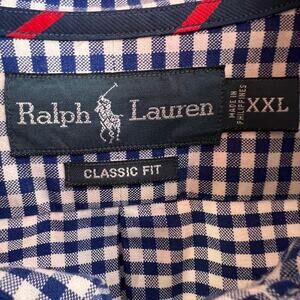 Ralph Lauren
MADE IN
PHILIPPINES
XXL
CLASSIC FIT